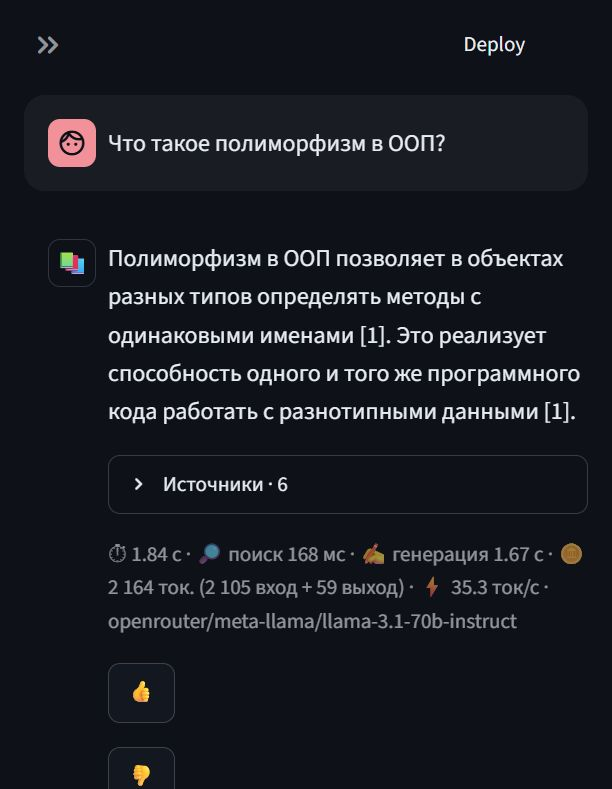 Deploy
Что такое полиморфизм в ООП?
Полиморфизм в ООП позволяет в объектах
разных типов определять методы с
одинаковыми именами [1]. Это реализует
способность одного и того же программного
кода работать с разнотипными данными [1].
Источники · 6
⏱ 1.84 с · 🔎 поиск 168 мс · ✍️ генерация 1.67 с · 🪙
2 164 ток. (2 105 вход + 59 выход) · ⚡ 35.3 ток/с ·
openrouter/meta-llama/llama-3.1-70b-instruct